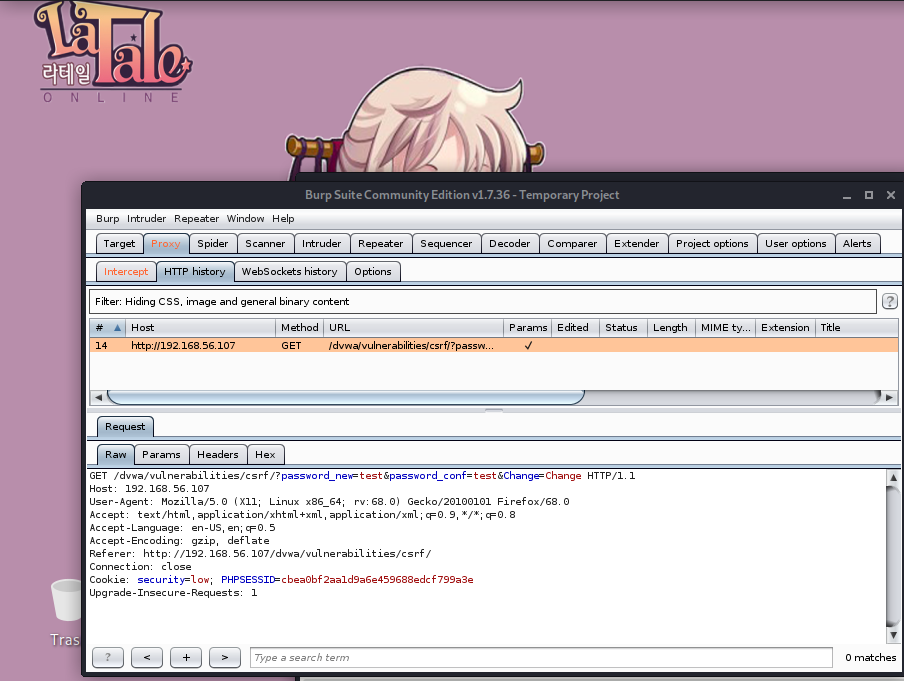 La Tale
라테일
ONLINE
Burp Suite Community Edition v1.7.36 - Temporary Project
Burp Intruder Repeater Window Help
Target Proxy Spider Scanner Intruder Repeater Sequencer Decoder Comparer Extender Project options User options Alerts
Intercept HTTP history WebSockets history Options
Filter: Hiding CSS, image and general binary content
?
# Host Method URL Params Edited Status Length MIME ty... Extension Title
14 http://192.168.56.107 GET /dvwa/vulnerabilities/csrf/?passw... ✓
Request
Raw Params Headers Hex
GET /dvwa/vulnerabilities/csrf/?password_new=test&password_conf=test&Change=Change HTTP/1.1
Host: 192.168.56.107
User-Agent: Mozilla/5.0 (X11; Linux x86_64; rv:68.0) Gecko/20100101 Firefox/68.0
Accept: text/html,application/xhtml+xml,application/xml;q=0.9,*/*;q=0.8
Accept-Language: en-US,en;q=0.5
Accept-Encoding: gzip, deflate
Referer: http://192.168.56.107/dvwa/vulnerabilities/csrf/
Connection: close
Cookie: security=low; PHPSESSID=cbea0bf2aa1d9a6e459688edcf799a3e
Upgrade-Insecure-Requests: 1
Tras
? < + > Type a search term 0 matches